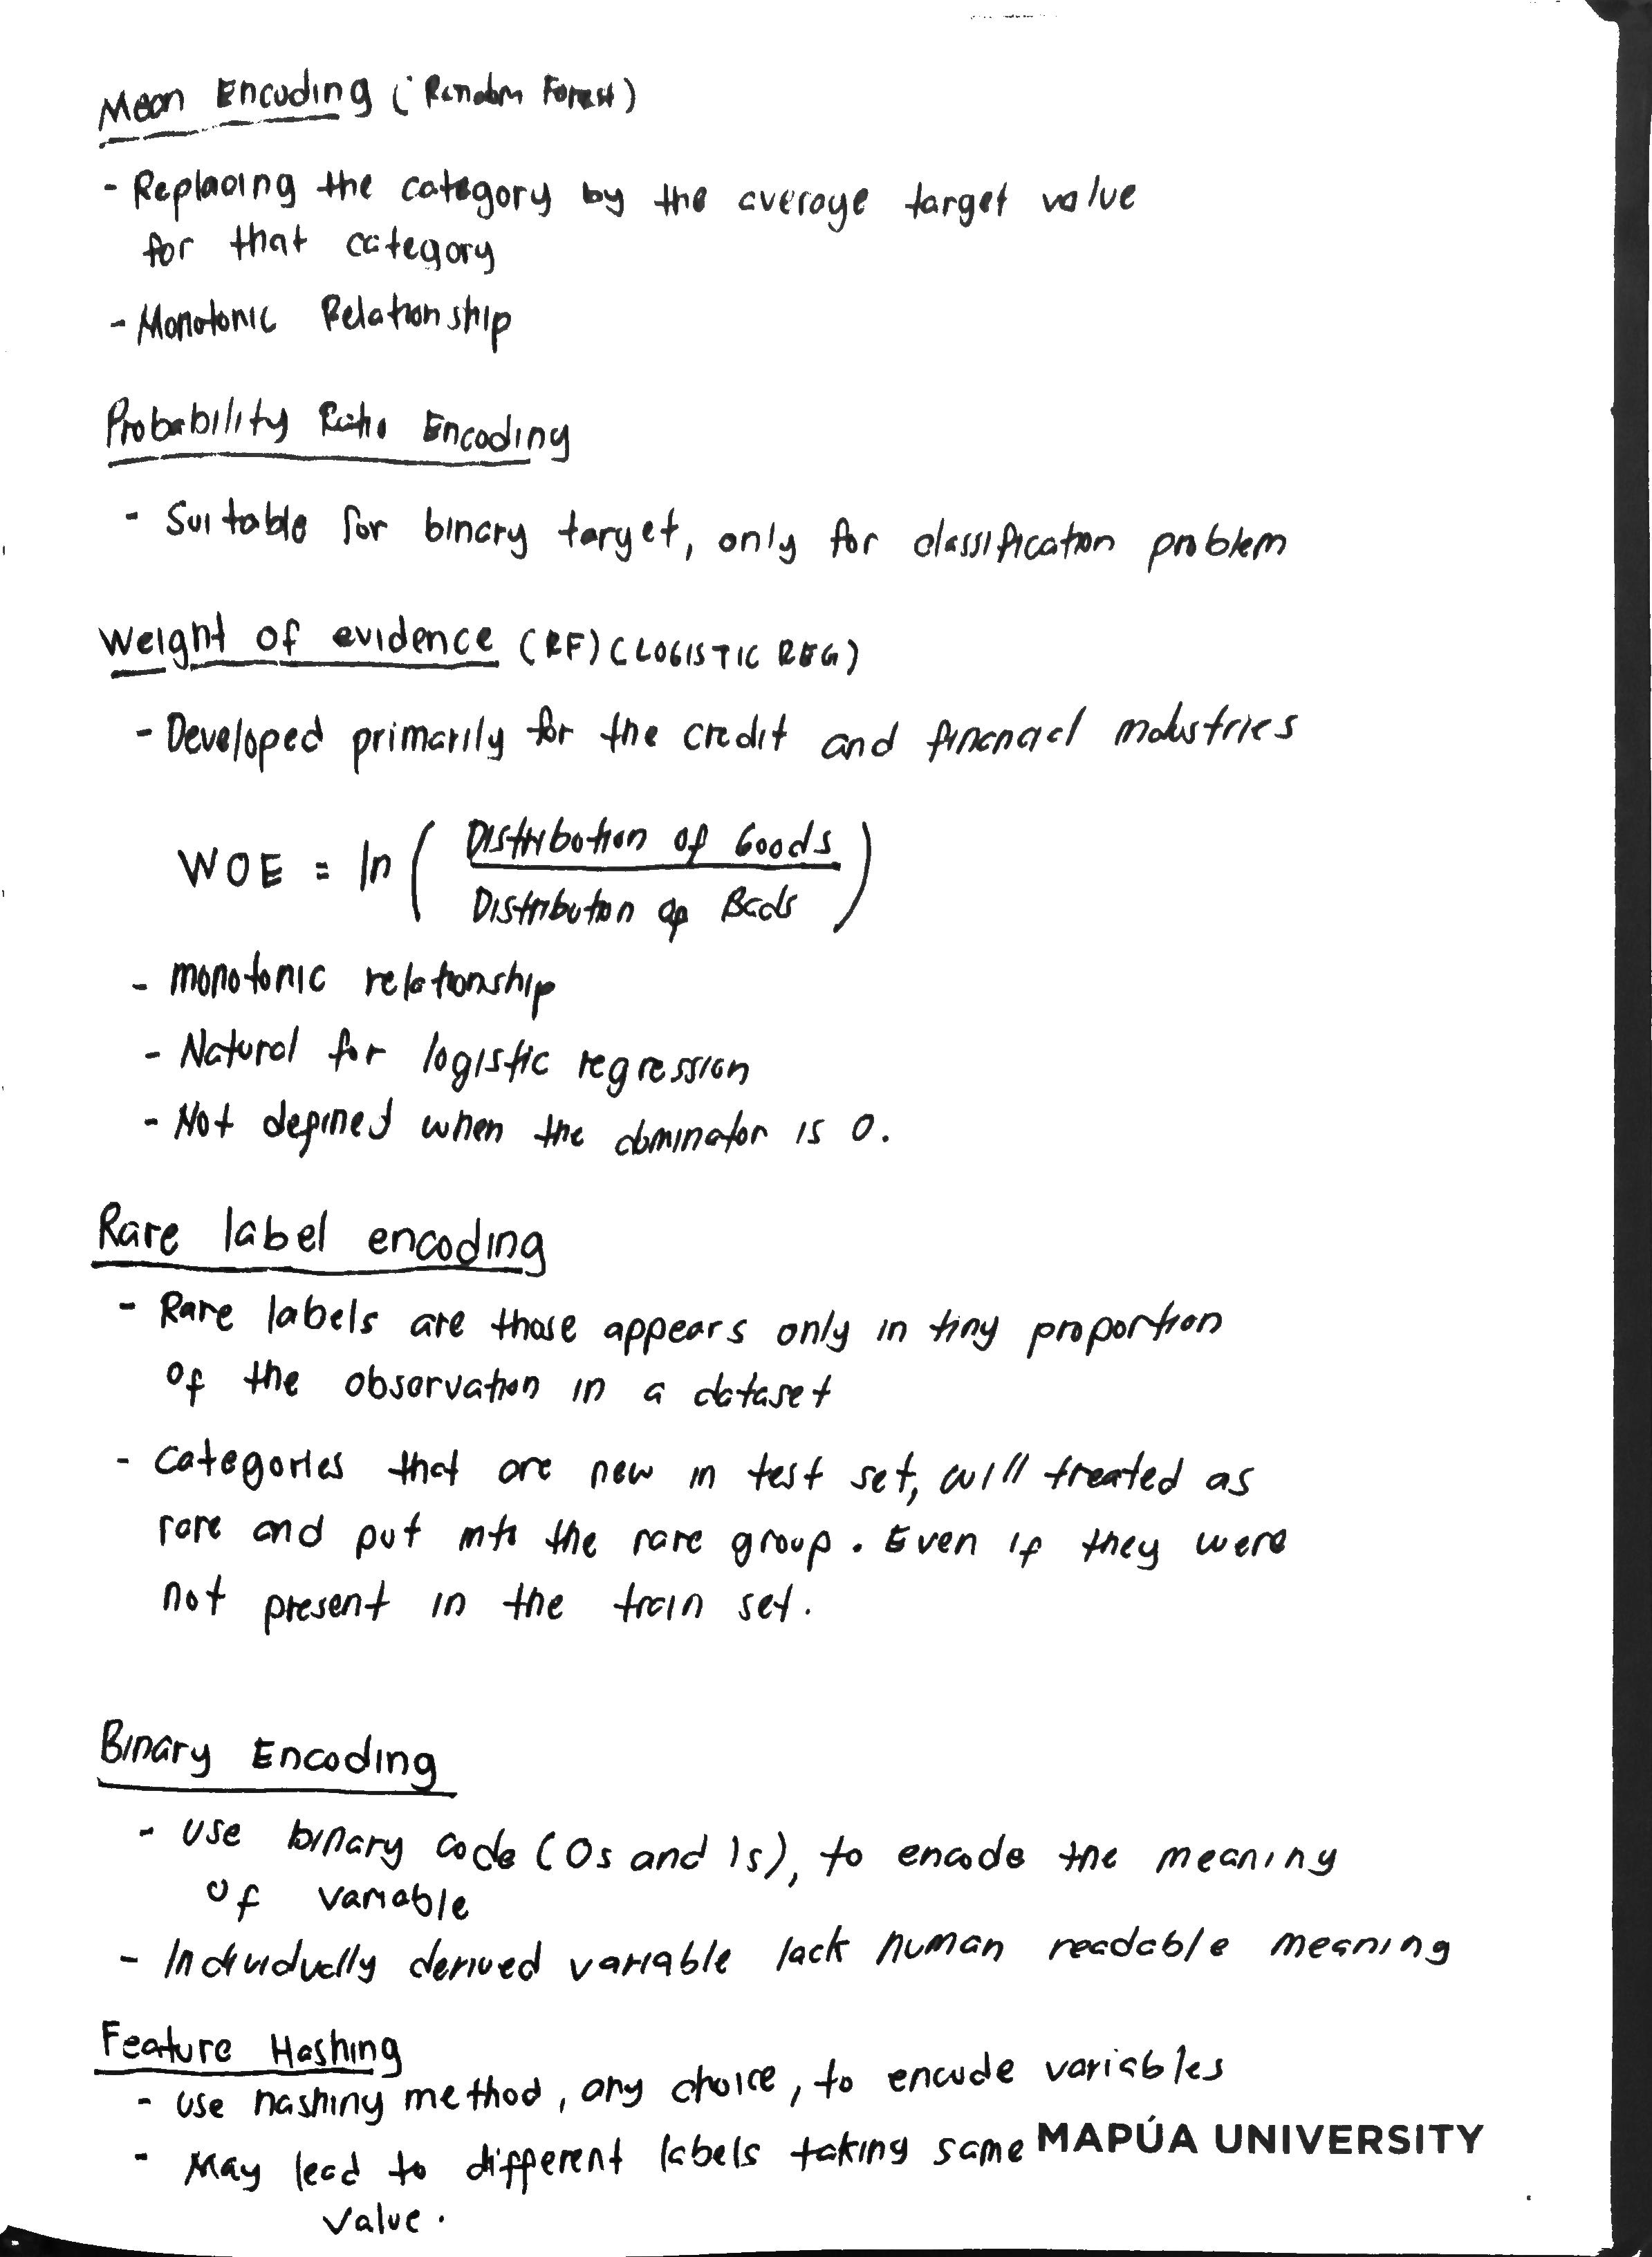 Mean Encoding (Random Forest)
- Replacing the category by the average target value
for that category
- Monotonic Relationship
Probability Ratio Encoding
- Suitable for binary target, only for classification problem
Weight of evidence (RF) (LOGISTIC REG)
- Developed primarily for the credit and financial industries
WOE = ln ( Distribution of Goods
Distribution of Bads )
- monotonic relationship
- Natural for logistic regression
- Not defined when the dominator is 0.
Rare label encoding
- Rare labels are those appears only in tiny proportion
of the observation in a dataset
- Categories that are new in test set, will treated as
rare and put into the rare group. Even if they were
not present in the train set.
Binary Encoding
- Use binary code (0s and 1s), to encode the meaning
of variable
- Individually derived variable lack human readable meaning
Feature Hashing
- Use hashing method, any choice, to encode variables
- May lead to different labels taking same
value.
MAPÚA UNIVERSITY